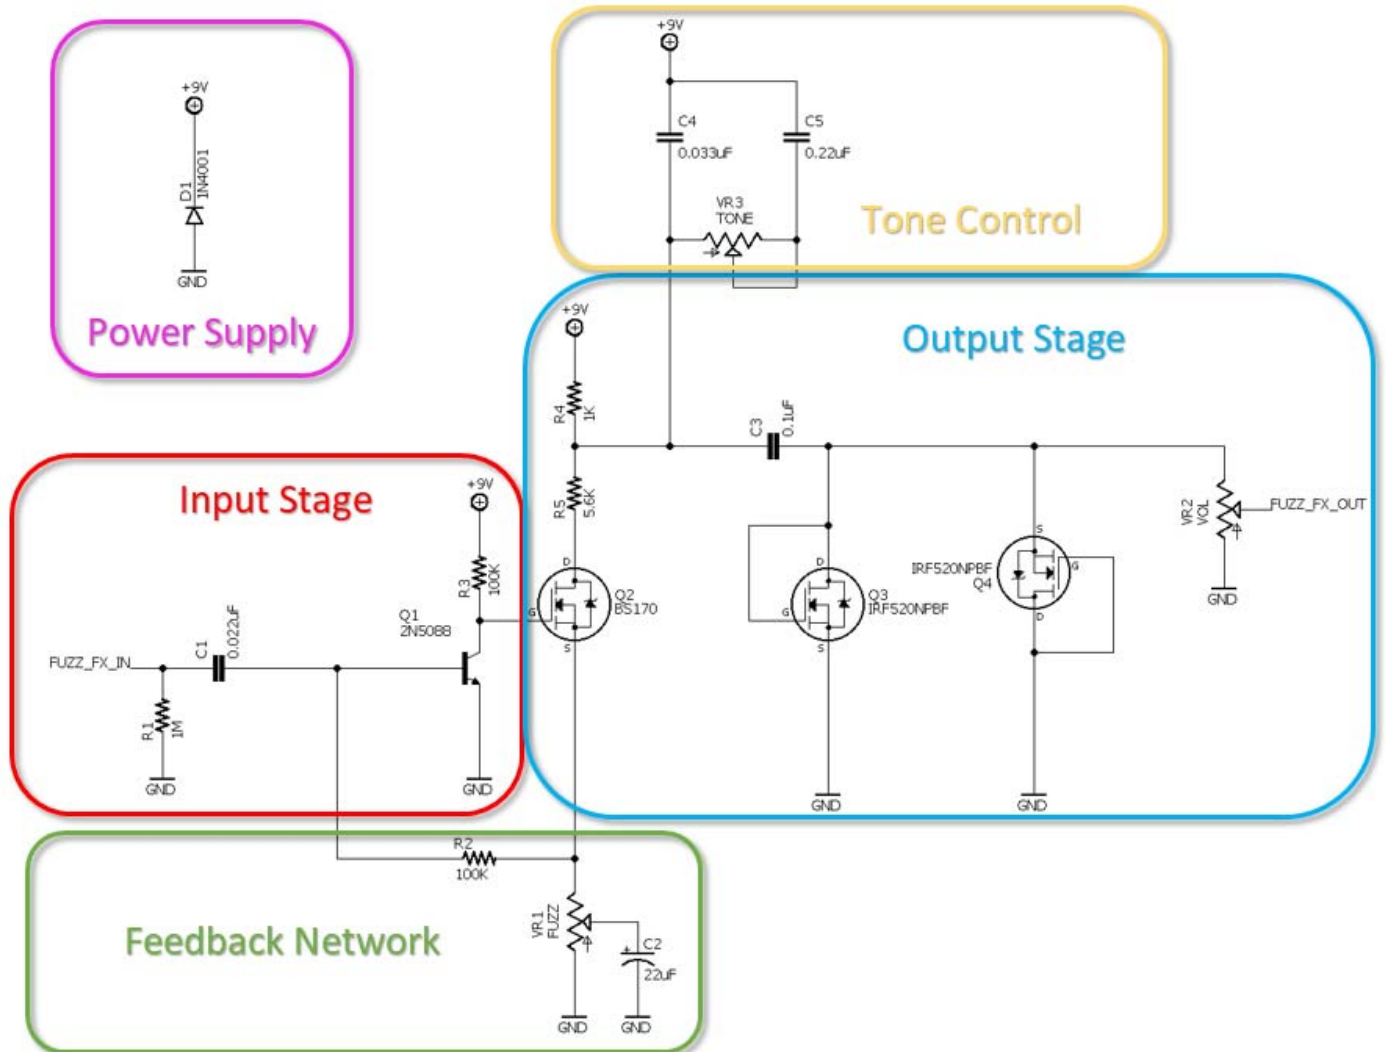 +9V
D1
1N4001
GND
Power Supply
+9V
C4
0.033uF
C5
0.22uF
VR3
TONE
Tone Control
Output Stage
+9V
R4
1K
R5
5.6K
C3
0.1uF
D
G
Q2
BS170
S
D
G
Q3
IRF520NPBF
S
GND
S
IRF520NPBF
Q4
G
D
GND
VR2
VOL
FUZZ_FX_OUT
GND
Input Stage
+9V
R3
100K
Q1
2N5088
FUZZ_FX_IN
C1
0.022uF
R1
1M
GND
GND
R2
100K
VR1
FUZZ
+
C2
22uF
GND
GND
Feedback Network